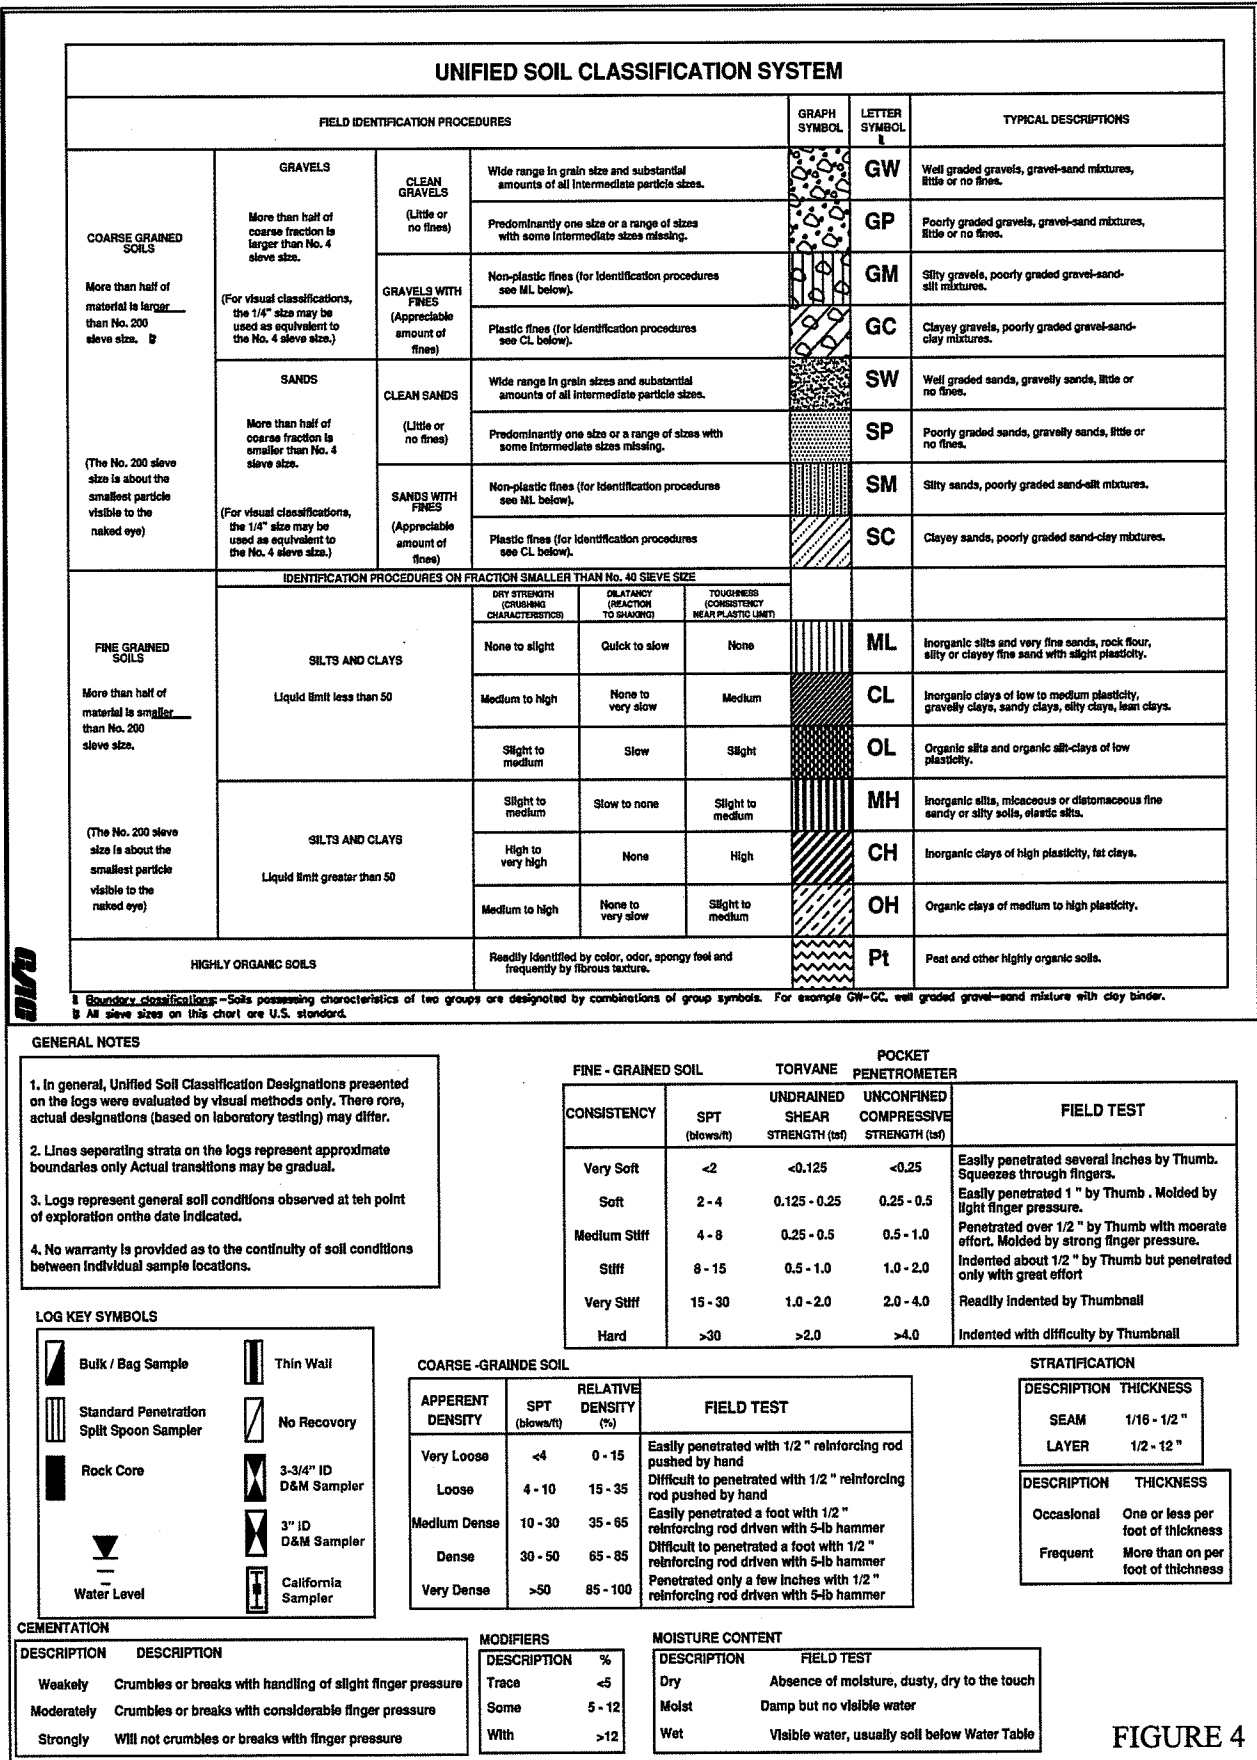 UNIFIED SOIL CLASSIFICATION SYSTEM
FIELD IDENTIFICATION PROCEDURES
GRAPH
SYMBOL
LETTER
SYMBOL
TYPICAL DESCRIPTIONS
COARSE GRAINED
SOILS
More than half of
material is larger
than No. 200
sieve size.
(The No. 200 sieve
size is about the
smallest particle
visible to the
naked eye)
GRAVELS
More than half of
coarse fraction is
larger than No. 4
sieve size.
(For visual classifications,
the 1/4" size may be
used as equivalent to
the No. 4 sieve size.)
CLEAN
GRAVELS
(Little or
no fines)
Wide range in grain size and substantial
amounts of all intermediate particle sizes.
GW
Well graded gravels, gravel-sand mixtures,
little or no fines.
Predominantly one size or a range of sizes
with some intermediate sizes missing.
GP
Poorly graded gravels, gravel-sand mixtures,
little or no fines.
GRAVELS WITH
FINES
(Appreciable
amount of
fines)
Non-plastic fines (for identification procedures
see ML below).
GM
Silty gravels, poorly graded gravel-sand-
silt mixtures.
Plastic fines (for identification procedures
see CL below).
GC
Clayey gravels, poorly graded gravel-sand-
clay mixtures.
SANDS
More than half of
coarse fraction is
smaller than No. 4
sieve size.
(For visual classifications,
the 1/4" size may be
used as equivalent to
the No. 4 sieve size.)
CLEAN SANDS
(Little or
no fines)
Wide range in grain sizes and substantial
amounts of all intermediate particle sizes.
SW
Well graded sands, gravelly sands, little or
no fines.
Predominantly one size or a range of sizes with
some intermediate sizes missing.
SP
Poorly graded sands, gravelly sands, little or
no fines.
SANDS WITH
FINES
(Appreciable
amount of
fines)
Non-plastic fines (for identification procedures
see ML below).
SM
Silty sands, poorly graded sand-silt mixtures.
Plastic fines (for identification procedures
see CL below).
SC
Clayey sands, poorly graded sand-clay mixtures.
FINE GRAINED
SOILS
More than half of
material is smaller
than No. 200
sieve size.
(The No. 200 sieve
size is about the
smallest particle
visible to the
naked eye)
IDENTIFICATION PROCEDURES ON FRACTION SMALLER THAN No. 40 SIEVE SIZE
DRY STRENGTH
(CRUSHING
CHARACTERISTICS)
DILATANCY
(REACTION
TO SHAKING)
TOUGHNESS
(CONSISTENCY
NEAR PLASTIC LIMIT)
SILTS AND CLAYS
Liquid limit less than 50
None to slight
Quick to slow
None
ML
Inorganic silts and very fine sands, rock flour,
silty or clayey fine sand with slight plasticity.
Medium to high
None to
very slow
Medium
CL
Inorganic clays of low to medium plasticity,
gravelly clays, sandy clays, silty clays, lean clays.
Slight to
medium
Slow
Slight
OL
Organic silts and organic silt-clays of low
plasticity.
SILTS AND CLAYS
Liquid limit greater than 50
Slight to
medium
Slow to none
Slight to
medium
MH
Inorganic silts, micaceous or diatomaceous fine
sandy or silty soils, elastic silts.
High to
very high
None
High
CH
Inorganic clays of high plasticity, fat clays.
Medium to high
None to
very slow
Slight to
medium
OH
Organic clays of medium to high plasticity.
HIGHLY ORGANIC SOILS
Readily identified by color, odor, spongy feel and
frequently by fibrous texture.
Pt
Peat and other highly organic soils.
Boundary classifications:-Soils possessing characteristics of two groups are designated by combinations of group symbols. For example GW-GC, well graded gravel-sand mixture with clay binder.
All sieve sizes on this chart are U.S. standard.
GENERAL NOTES
1. In general, Unified Soil Classification Designations presented
on the logs were evaluated by visual methods only. There rore,
actual designations (based on laboratory testing) may differ.
2. Lines seperating strata on the logs represent approximate
boundaries only Actual transitions may be gradual.
3. Logs represent general soil conditions observed at teh point
of exploration onthe date indicated.
4. No warranty is provided as to the continuity of soil conditions
between individual sample locations.
FINE - GRAINED SOIL
TORVANE
POCKET
PENETROMETER
CONSISTENCY
SPT
(blows/ft)
UNDRAINED
SHEAR
STRENGTH (tsf)
UNCONFINED
COMPRESSIVE
STRENGTH (tsf)
FIELD TEST
Very Soft
<2
<0.125
<0.25
Easily penetrated several inches by Thumb.
Squeezes through fingers.
Soft
2 - 4
0.125 - 0.25
0.25 - 0.5
Easily penetrated 1 " by Thumb . Molded by
light finger pressure.
Medium Stiff
4 - 8
0.25 - 0.5
0.5 - 1.0
Penetrated over 1/2 " by Thumb with moerate
effort. Molded by strong finger pressure.
Stiff
8 - 15
0.5 - 1.0
1.0 - 2.0
Indented about 1/2 " by Thumb but penetrated
only with great effort
Very Stiff
15 - 30
1.0 - 2.0
2.0 - 4.0
Readily indented by Thumbnail
Hard
>30
>2.0
>4.0
Indented with difficulty by Thumbnail
LOG KEY SYMBOLS
Bulk / Bag Sample
Thin Wall
Standard Penetration
Split Spoon Sampler
No Recovery
Rock Core
3-3/4" ID
D&M Sampler
3" ID
D&M Sampler
Water Level
California
Sampler
COARSE -GRAINDE SOIL
APPERENT
DENSITY
SPT
(blows/ft)
RELATIVE
DENSITY
(%)
FIELD TEST
Very Loose
<4
0 - 15
Easily penetrated with 1/2 " reinforcing rod
pushed by hand
Loose
4 - 10
15 - 35
Difficult to penetrated with 1/2 " reinforcing
rod pushed by hand
Medium Dense
10 - 30
35 - 65
Easily penetrated a foot with 1/2 "
reinforcing rod driven with 5-lb hammer
Dense
30 - 50
65 - 85
Difficult to penetrated a foot with 1/2 "
reinforcing rod driven with 5-lb hammer
Very Dense
>50
85 - 100
Penetrated only a few inches with 1/2 "
reinforcing rod driven with 5-lb hammer
STRATIFICATION
DESCRIPTION THICKNESS
SEAM 1/16 - 1/2 "
LAYER 1/2 - 12 "
DESCRIPTION THICKNESS
Occasional
One or less per
foot of thickness
Frequent
More than on per
foot of thichness
CEMENTATION
DESCRIPTION DESCRIPTION
Weakely Crumbles or breaks with handling of slight finger pressure
Moderately Crumbles or breaks with considerable finger pressure
Strongly Will not crumbles or breaks with finger pressure
MODIFIERS
DESCRIPTION %
Trace <5
Some 5 - 12
With >12
MOISTURE CONTENT
DESCRIPTION FIELD TEST
Dry Absence of moisture, dusty, dry to the touch
Moist Damp but no visible water
Wet Visible water, usually soil below Water Table
FIGURE 4